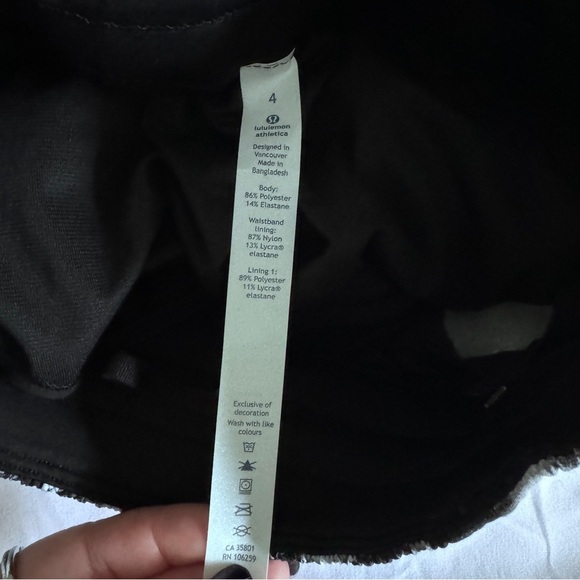 4
lululemon
athletica
Designed in
Vancouver
Made in
Bangladesh
Body:
86% Polyester
14% Elastane
Waistband
lining:
87% Nylon
13% Lycra®
elastane
Lining 1:
89% Polyester
11% Lycra®
elastane
Exclusive of
decoration
Wash with like
colours
CA 35801
RN 106259